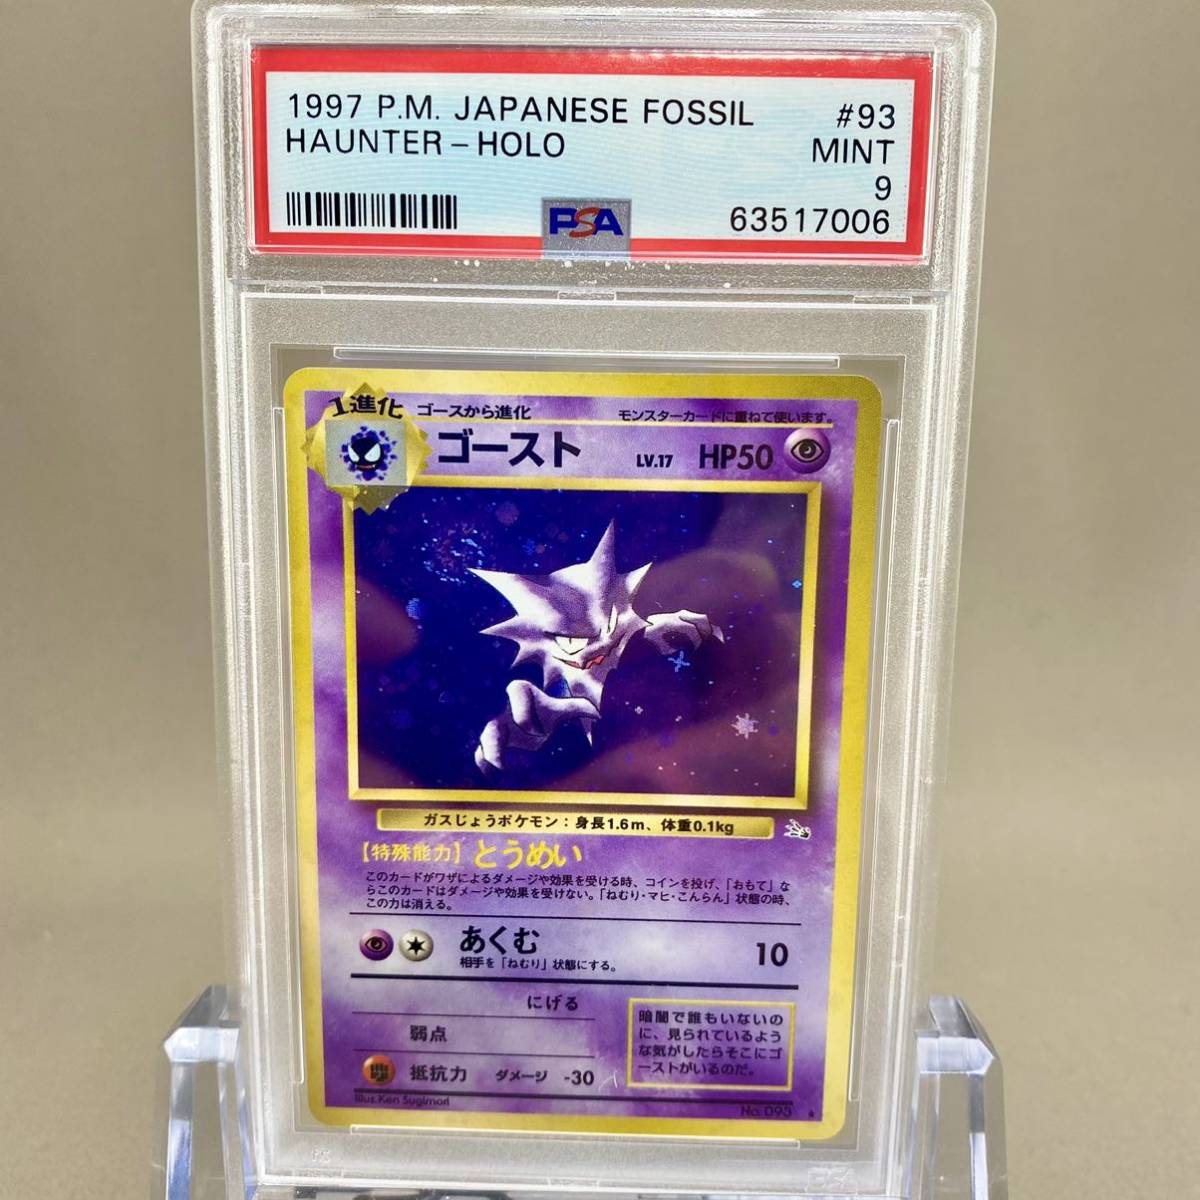 1997 P.M. JAPANESE FOSSIL #93
HAUNTER - HOLO MINT
9
PSA 63517006
1進化 ゴースから進化 モンスターカードに重ねて使います。
ゴースト LV.17 HP50
ガスじょうポケモン：身長1.6m、体重0.1kg
【特殊能力】とうめい
このカードがワザによるダメージや効果を受ける時、コインを投げ、「おもて」な
らこのカードはダメージや効果を受けない。「ねむり・マヒ・こんらん」状態の時、
この力は消える。
あくむ 10
相手を「ねむり」状態にする。
にげる
弱点
抵抗力 ダメージ -30
暗闇で誰もいないの
に、見られているよう
な気がしたらそこにゴ
ーストがいるのだ。
Illus. Ken Sugimori
No. 093